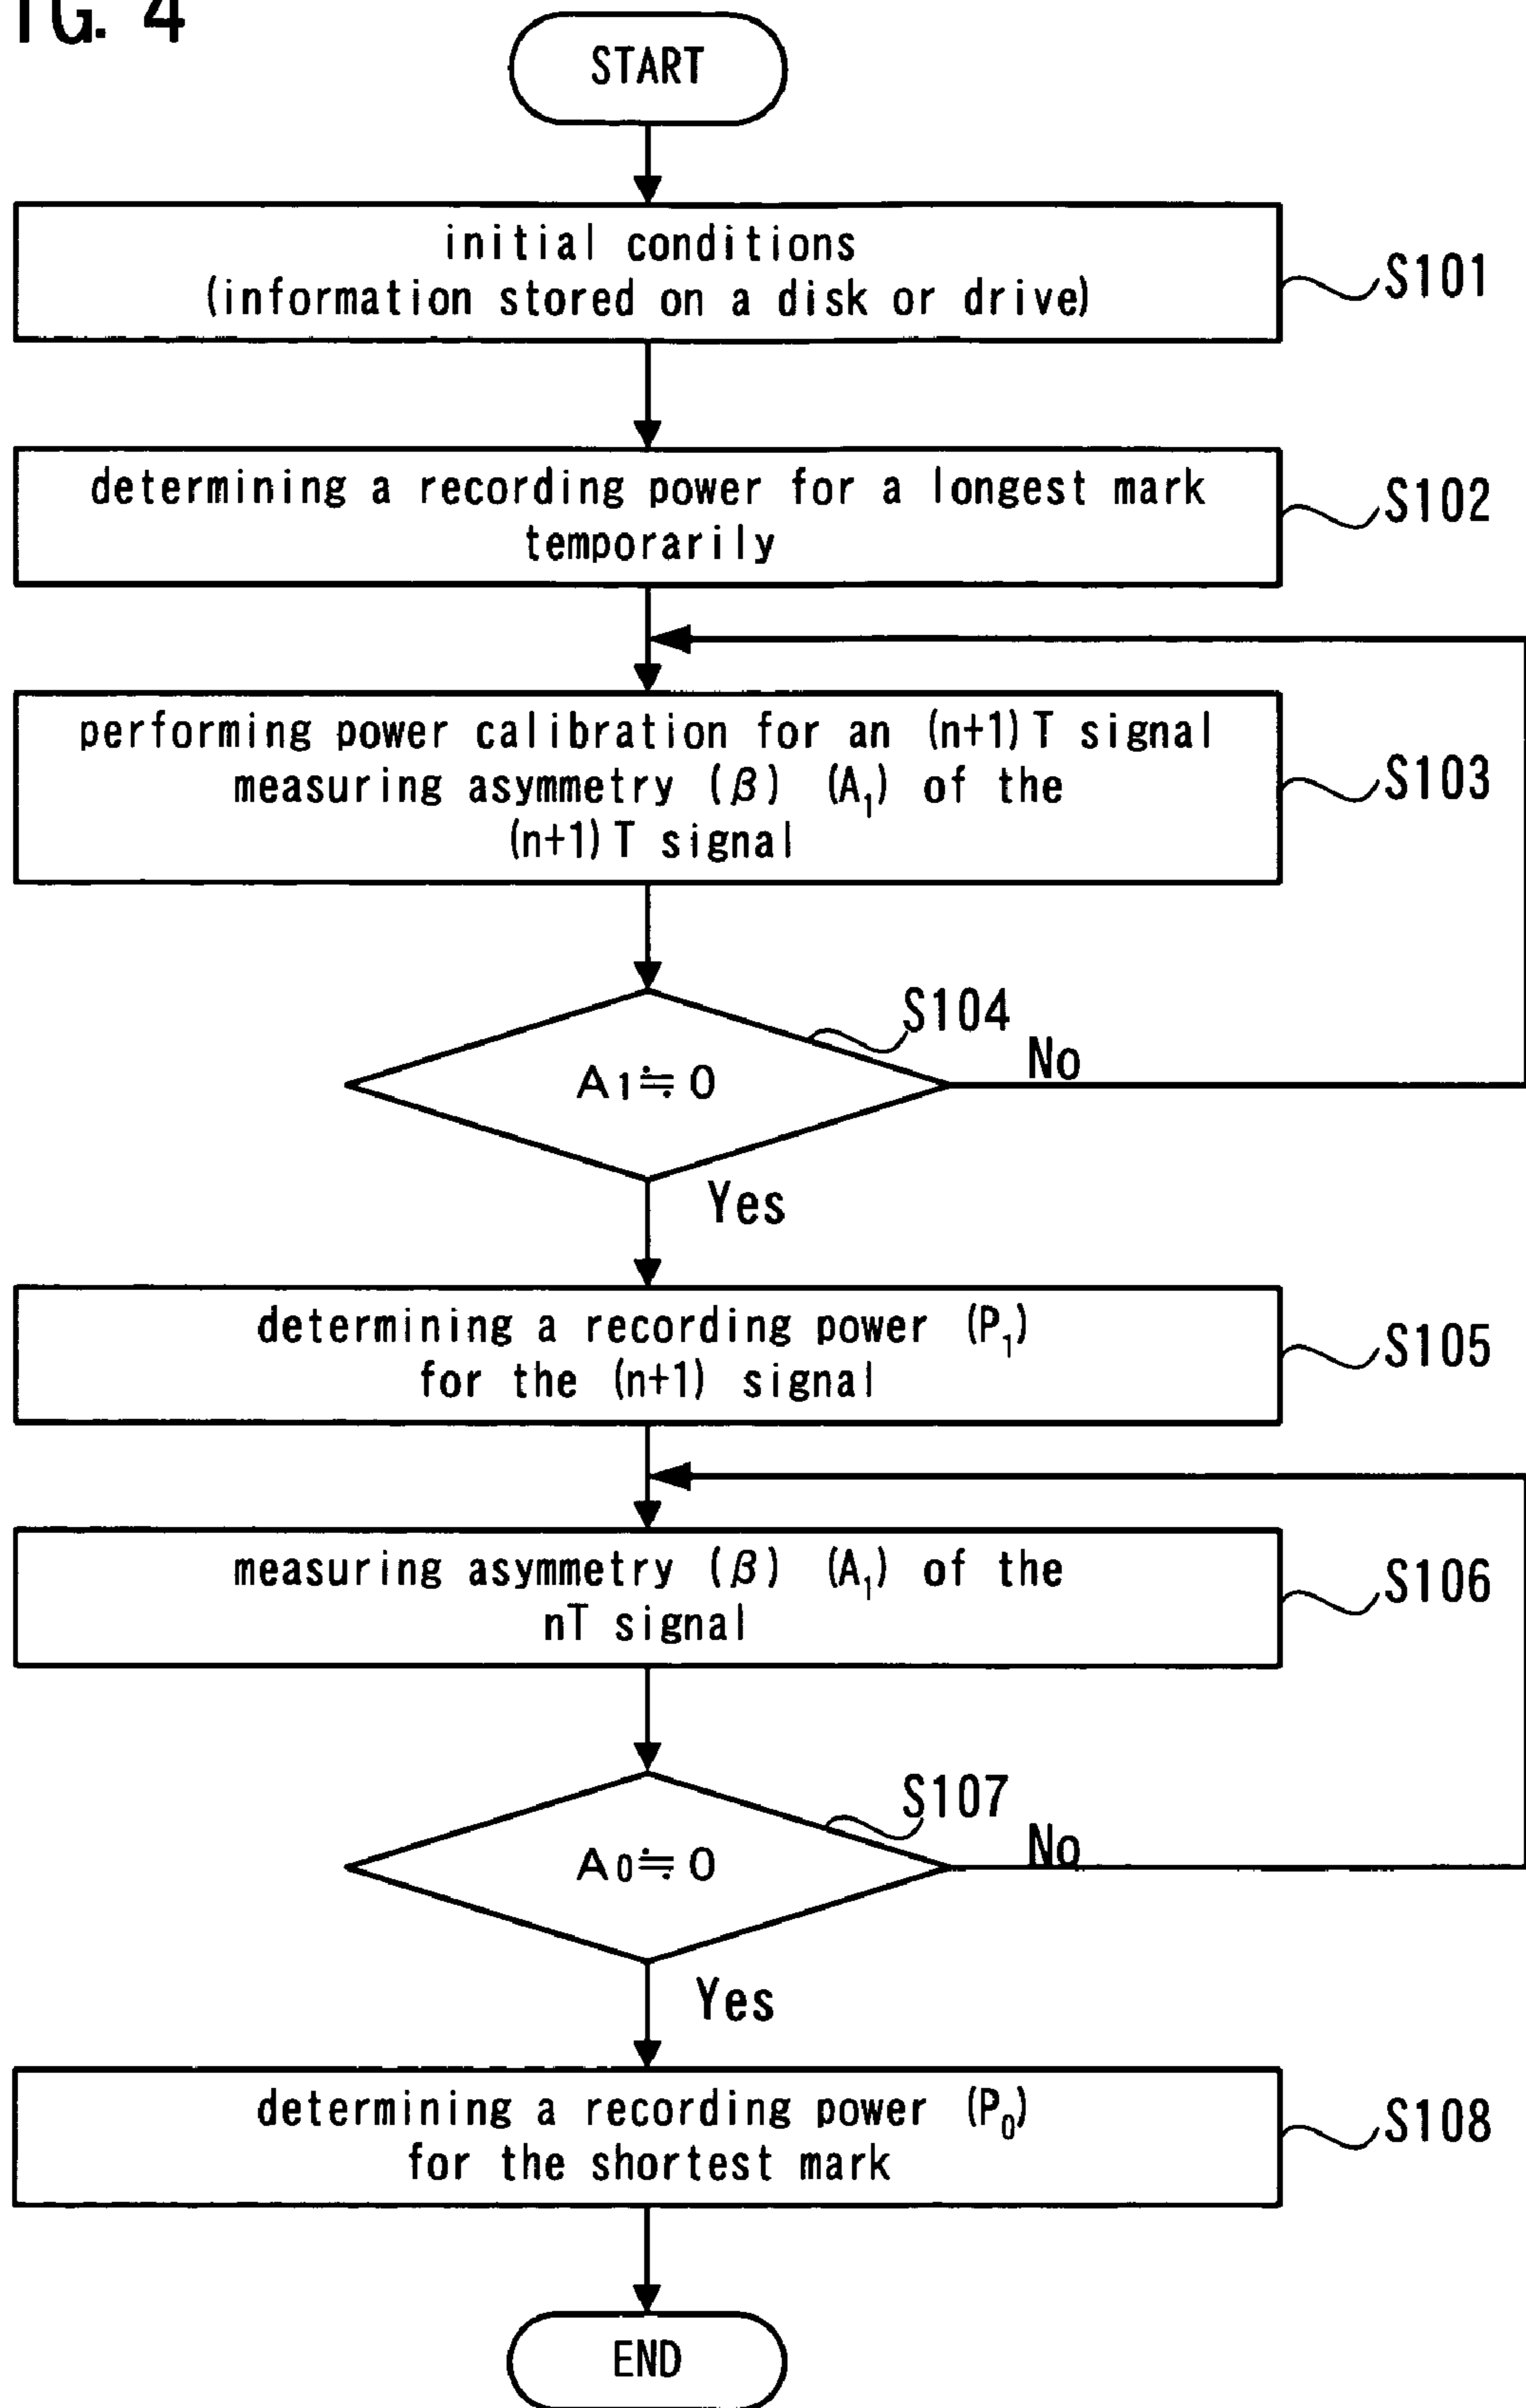 IG. 4
START
initial conditions
(information stored on a disk or drive)
S101
determining a recording power for a longest mark
temporarily
S102
performing power calibration for an (n+1)T signal
measuring asymmetry (β) (A₁) of the
(n+1)T signal
S103
S104
A₁≒0
No
Yes
determining a recording power (P₁)
for the (n+1) signal
S105
measuring asymmetry (β) (A₁) of the
nT signal
S106
S107
A₀≒0
No
Yes
determining a recording power (P₀)
for the shortest mark
S108
END